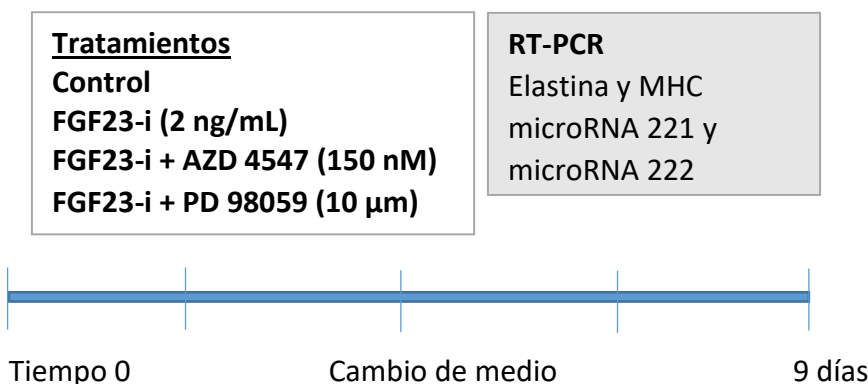 Tratamientos
Control
FGF23-i (2 ng/mL)
FGF23-i + AZD 4547 (150 nM)
FGF23-i + PD 98059 (10 µm)
RT-PCR
Elastina y MHC
microRNA 221 y
microRNA 222
Tiempo 0 Cambio de medio 9 días